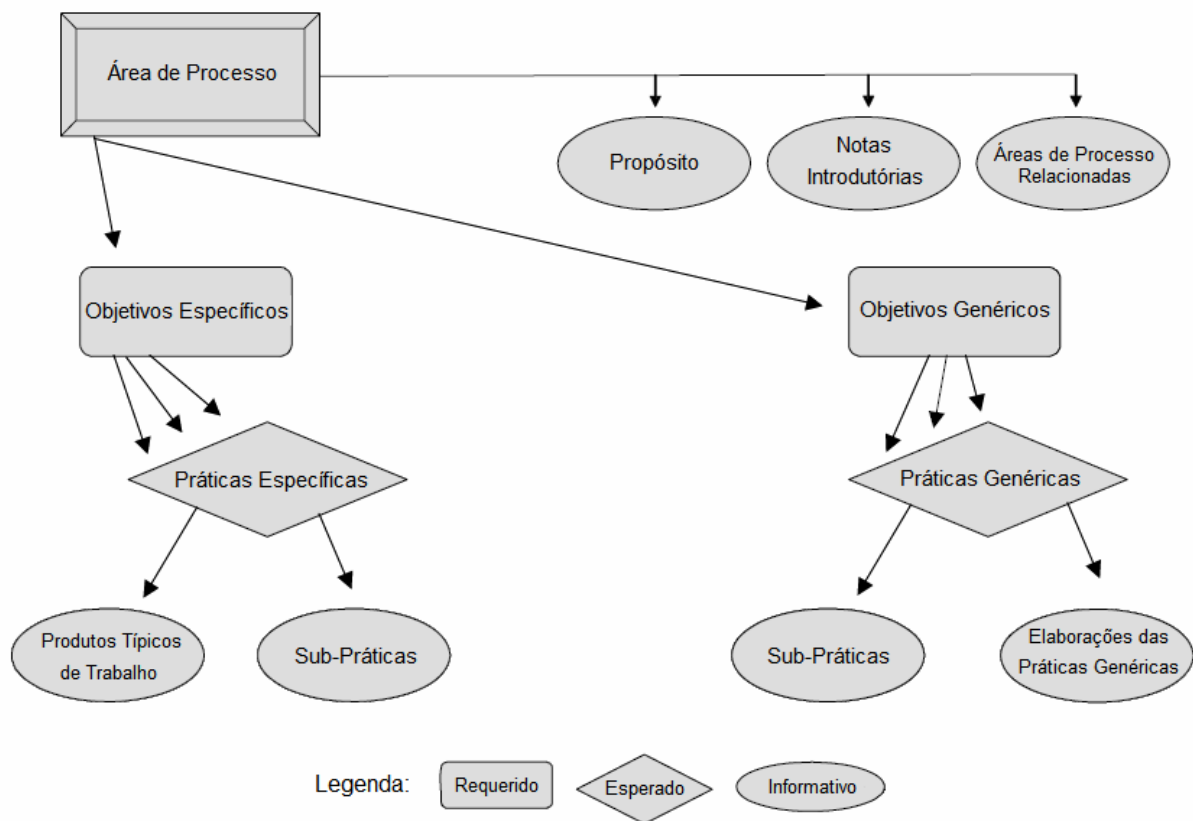 Área de Processo
Propósito
Notas
Introdutórias
Áreas de Processo
Relacionadas
Objetivos Específicos
Objetivos Genéricos
Práticas Específicas
Práticas Genéricas
Produtos Típicos
de Trabalho
Sub-Práticas
Sub-Práticas
Elaborações das
Práticas Genéricas
Legenda:
Requerido
Esperado
Informativo